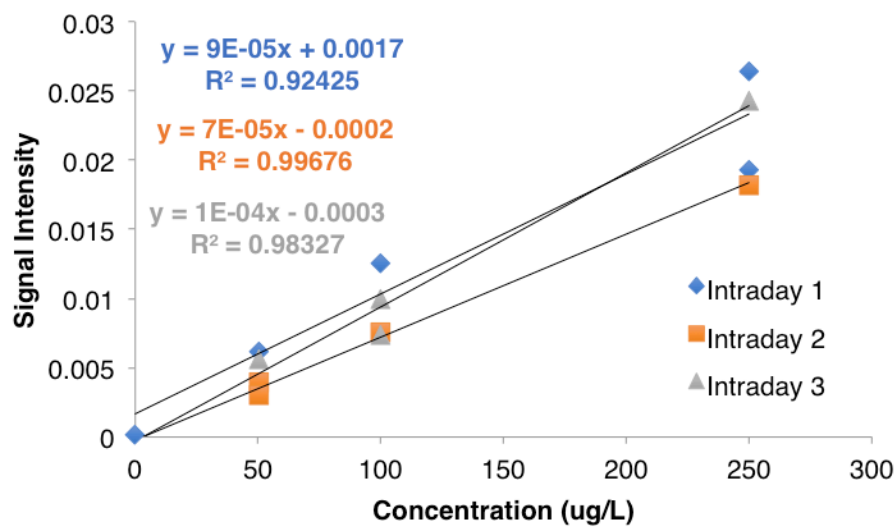 0.03
0.025
0.02
0.015
0.01
0.005
0
y = 9E-05x + 0.0017
R² = 0.92425
y = 7E-05x - 0.0002
R² = 0.99676
y = 1E-04x - 0.0003
R² = 0.98327
Signal Intensity
Intraday 1
Intraday 2
Intraday 3
0 50 100 150 200 250 300
Concentration (ug/L)